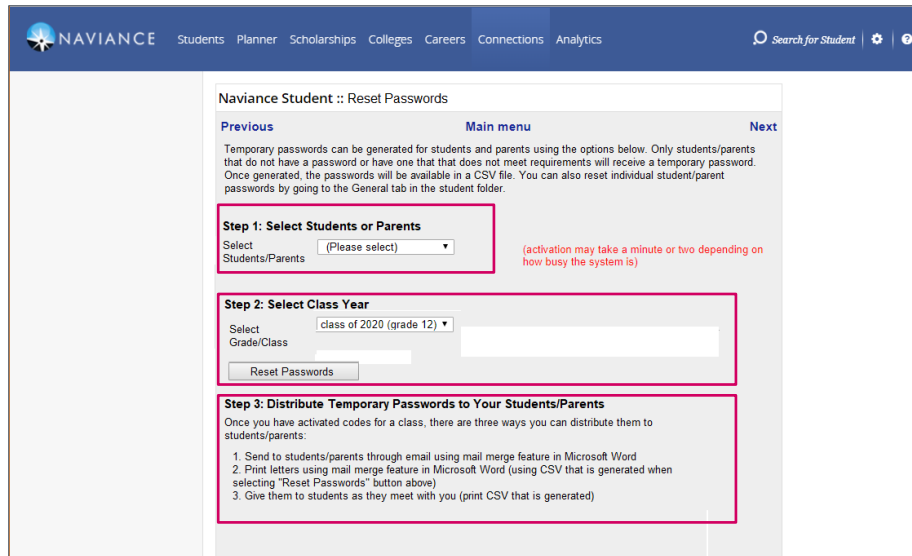 NAVIANCE Students Planner Scholarships Colleges Careers Connections Analytics Search for Student
Naviance Student :: Reset Passwords
Previous Main menu Next
Temporary passwords can be generated for students and parents using the options below. Only students/parents
that do not have a password or have one that that does not meet requirements will receive a temporary password.
Once generated, the passwords will be available in a CSV file. You can also reset individual student/parent
passwords by going to the General tab in the student folder.
Step 1: Select Students or Parents
Select
Students/Parents
(Please select)
(activation may take a minute or two depending on
how busy the system is)
Step 2: Select Class Year
Select
Grade/Class
class of 2020 (grade 12)
Reset Passwords
Step 3: Distribute Temporary Passwords to Your Students/Parents
Once you have activated codes for a class, there are three ways you can distribute them to
students/parents:
1. Send to students/parents through email using mail merge feature in Microsoft Word
2. Print letters using mail merge feature in Microsoft Word (using CSV that is generated when
selecting "Reset Passwords" button above)
3. Give them to students as they meet with you (print CSV that is generated)